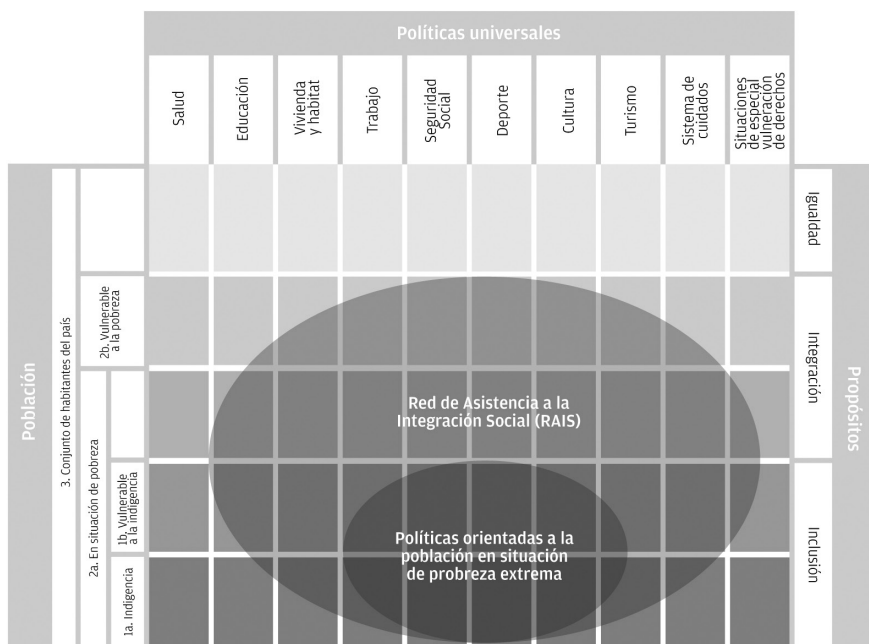 Políticas universales
Salud
Educación
Vivienda
y habitat
Trabajo
Seguridad
Social
Deporte
Cultura
Turismo
Sistema de
cuidados
Situaciones
de especial
vulneración
de derechos
Población
3. Conjunto de habitantes del país
2b. Vulnerable
a la pobreza
2a. En situación de pobreza
1b. Vulnerable
a la indigencia
1a. Indigencia
Red de Asistencia a la
Integración Social (RAIS)
Políticas orientadas a la
población en situación
de probreza extrema
Igualdad
Integración
Inclusión
Propósitos